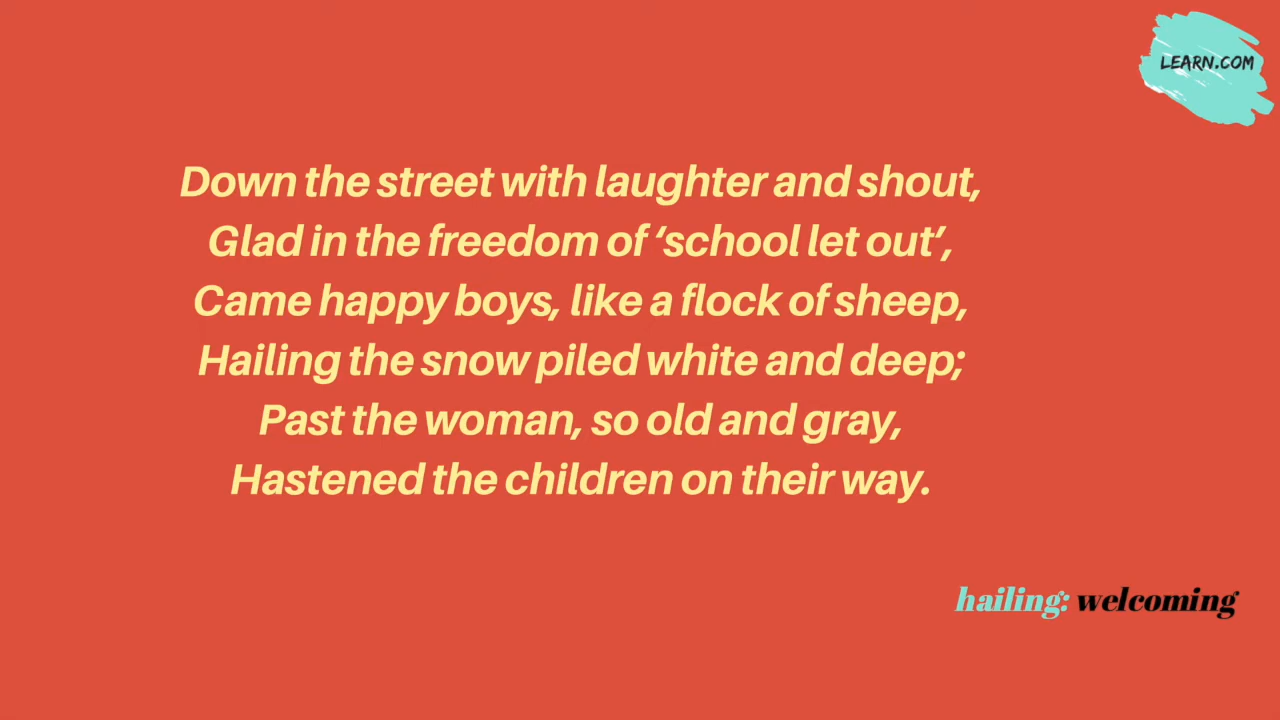 LEARN.COM
Down the street with laughter and shout,
Glad in the freedom of ‘school let out’,
Came happy boys, like a flock of sheep,
Hailing the snow piled white and deep;
Past the woman, so old and gray,
Hastened the children on their way.
hailing: welcoming